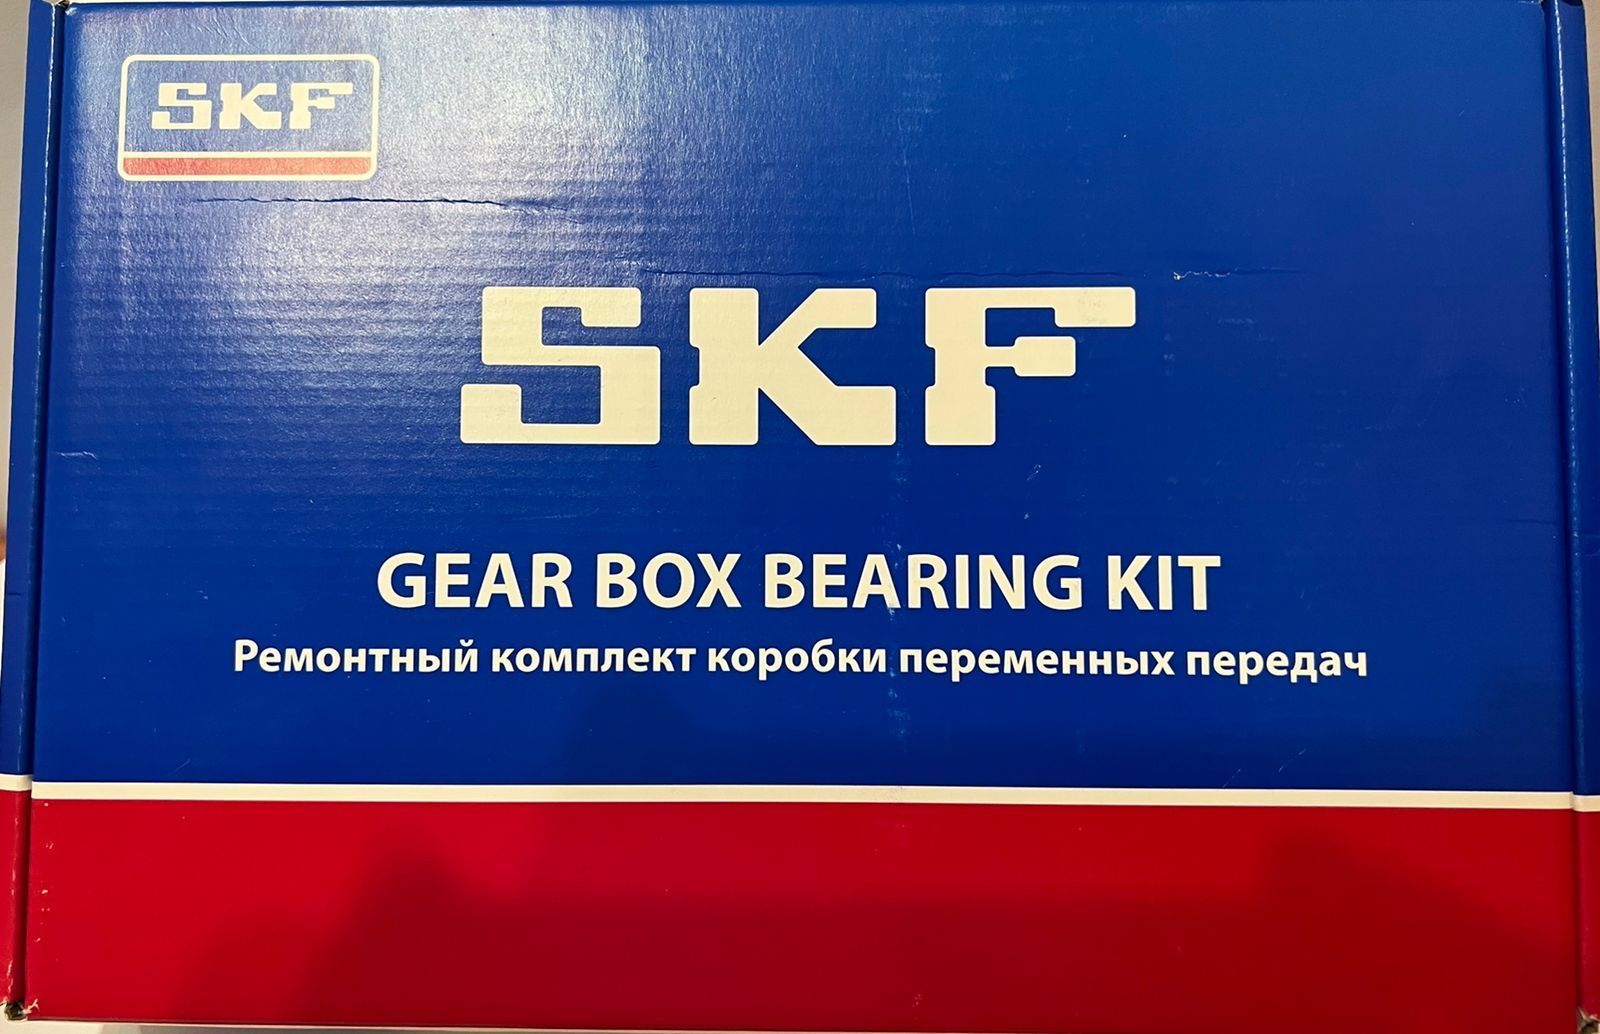 SKF
SKF
GEAR BOX BEARING KIT
Ремонтный комплект коробки переменных передач